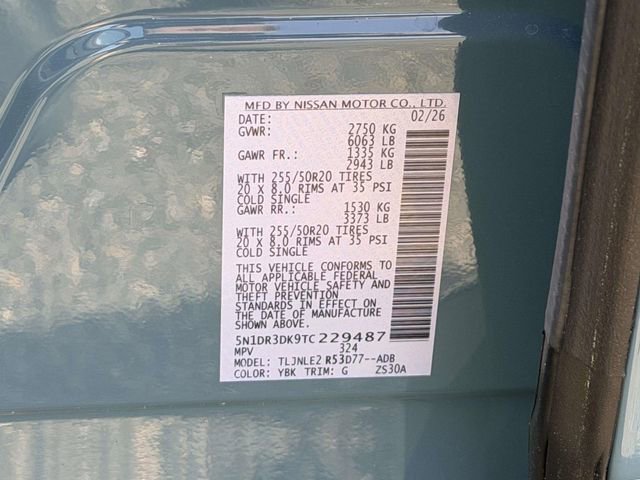 MFD BY NISSAN MOTOR CO., LTD.
DATE: 02/26
GVWR: 2750 KG
6063 LB
GAWR FR.: 1335 KG
2943 LB
WITH 255/50R20 TIRES
20 X 8.0 RIMS AT 35 PSI
COLD SINGLE
GAWR RR.: 1530 KG
3373 LB
WITH 255/50R20 TIRES
20 X 8.0 RIMS AT 35 PSI
COLD SINGLE
THIS VEHICLE CONFORMS TO
ALL APPLICABLE FEDERAL
MOTOR VEHICLE SAFETY AND
THEFT PREVENTION
STANDARDS IN EFFECT ON
THE DATE OF MANUFACTURE
SHOWN ABOVE.
5N1DR3DK9TC229487
MPV 324
MODEL: TLJNLE2 R53D77--ADB
COLOR: YBK TRIM: G ZS30A